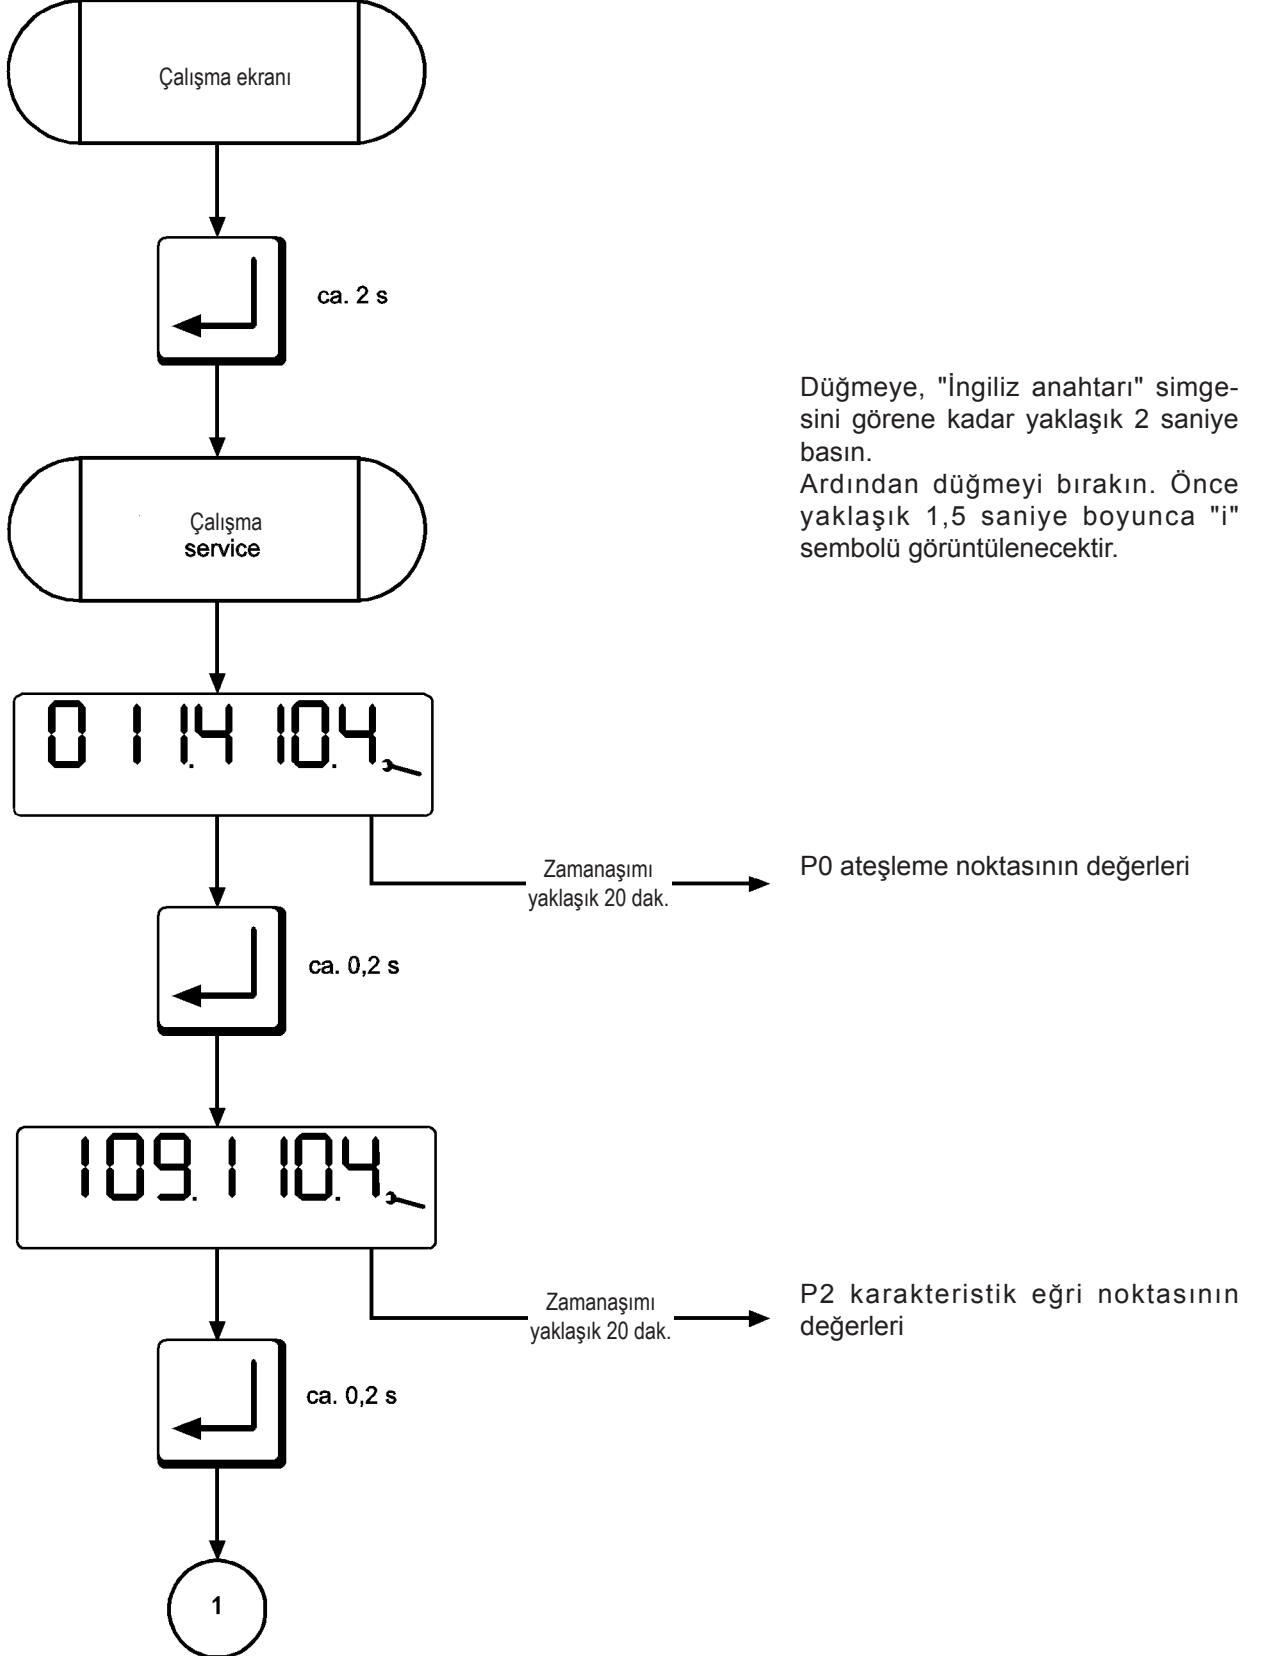 Çalışma ekranı
ca. 2 s
Düğmeye, "İngiliz anahtarı" simge-
sini görene kadar yaklaşık 2 saniye
basın.
Ardından düğmeyi bırakın. Önce
yaklaşık 1,5 saniye boyunca "i"
sembolü görüntülenecektir.
Çalışma
service
0 11.4 10.4
Zamanaşımı
yaklaşık 20 dak.
P0 ateşleme noktasının değerleri
ca. 0,2 s
109.1 10.4
Zamanaşımı
yaklaşık 20 dak.
P2 karakteristik eğri noktasının
değerleri
ca. 0,2 s
1